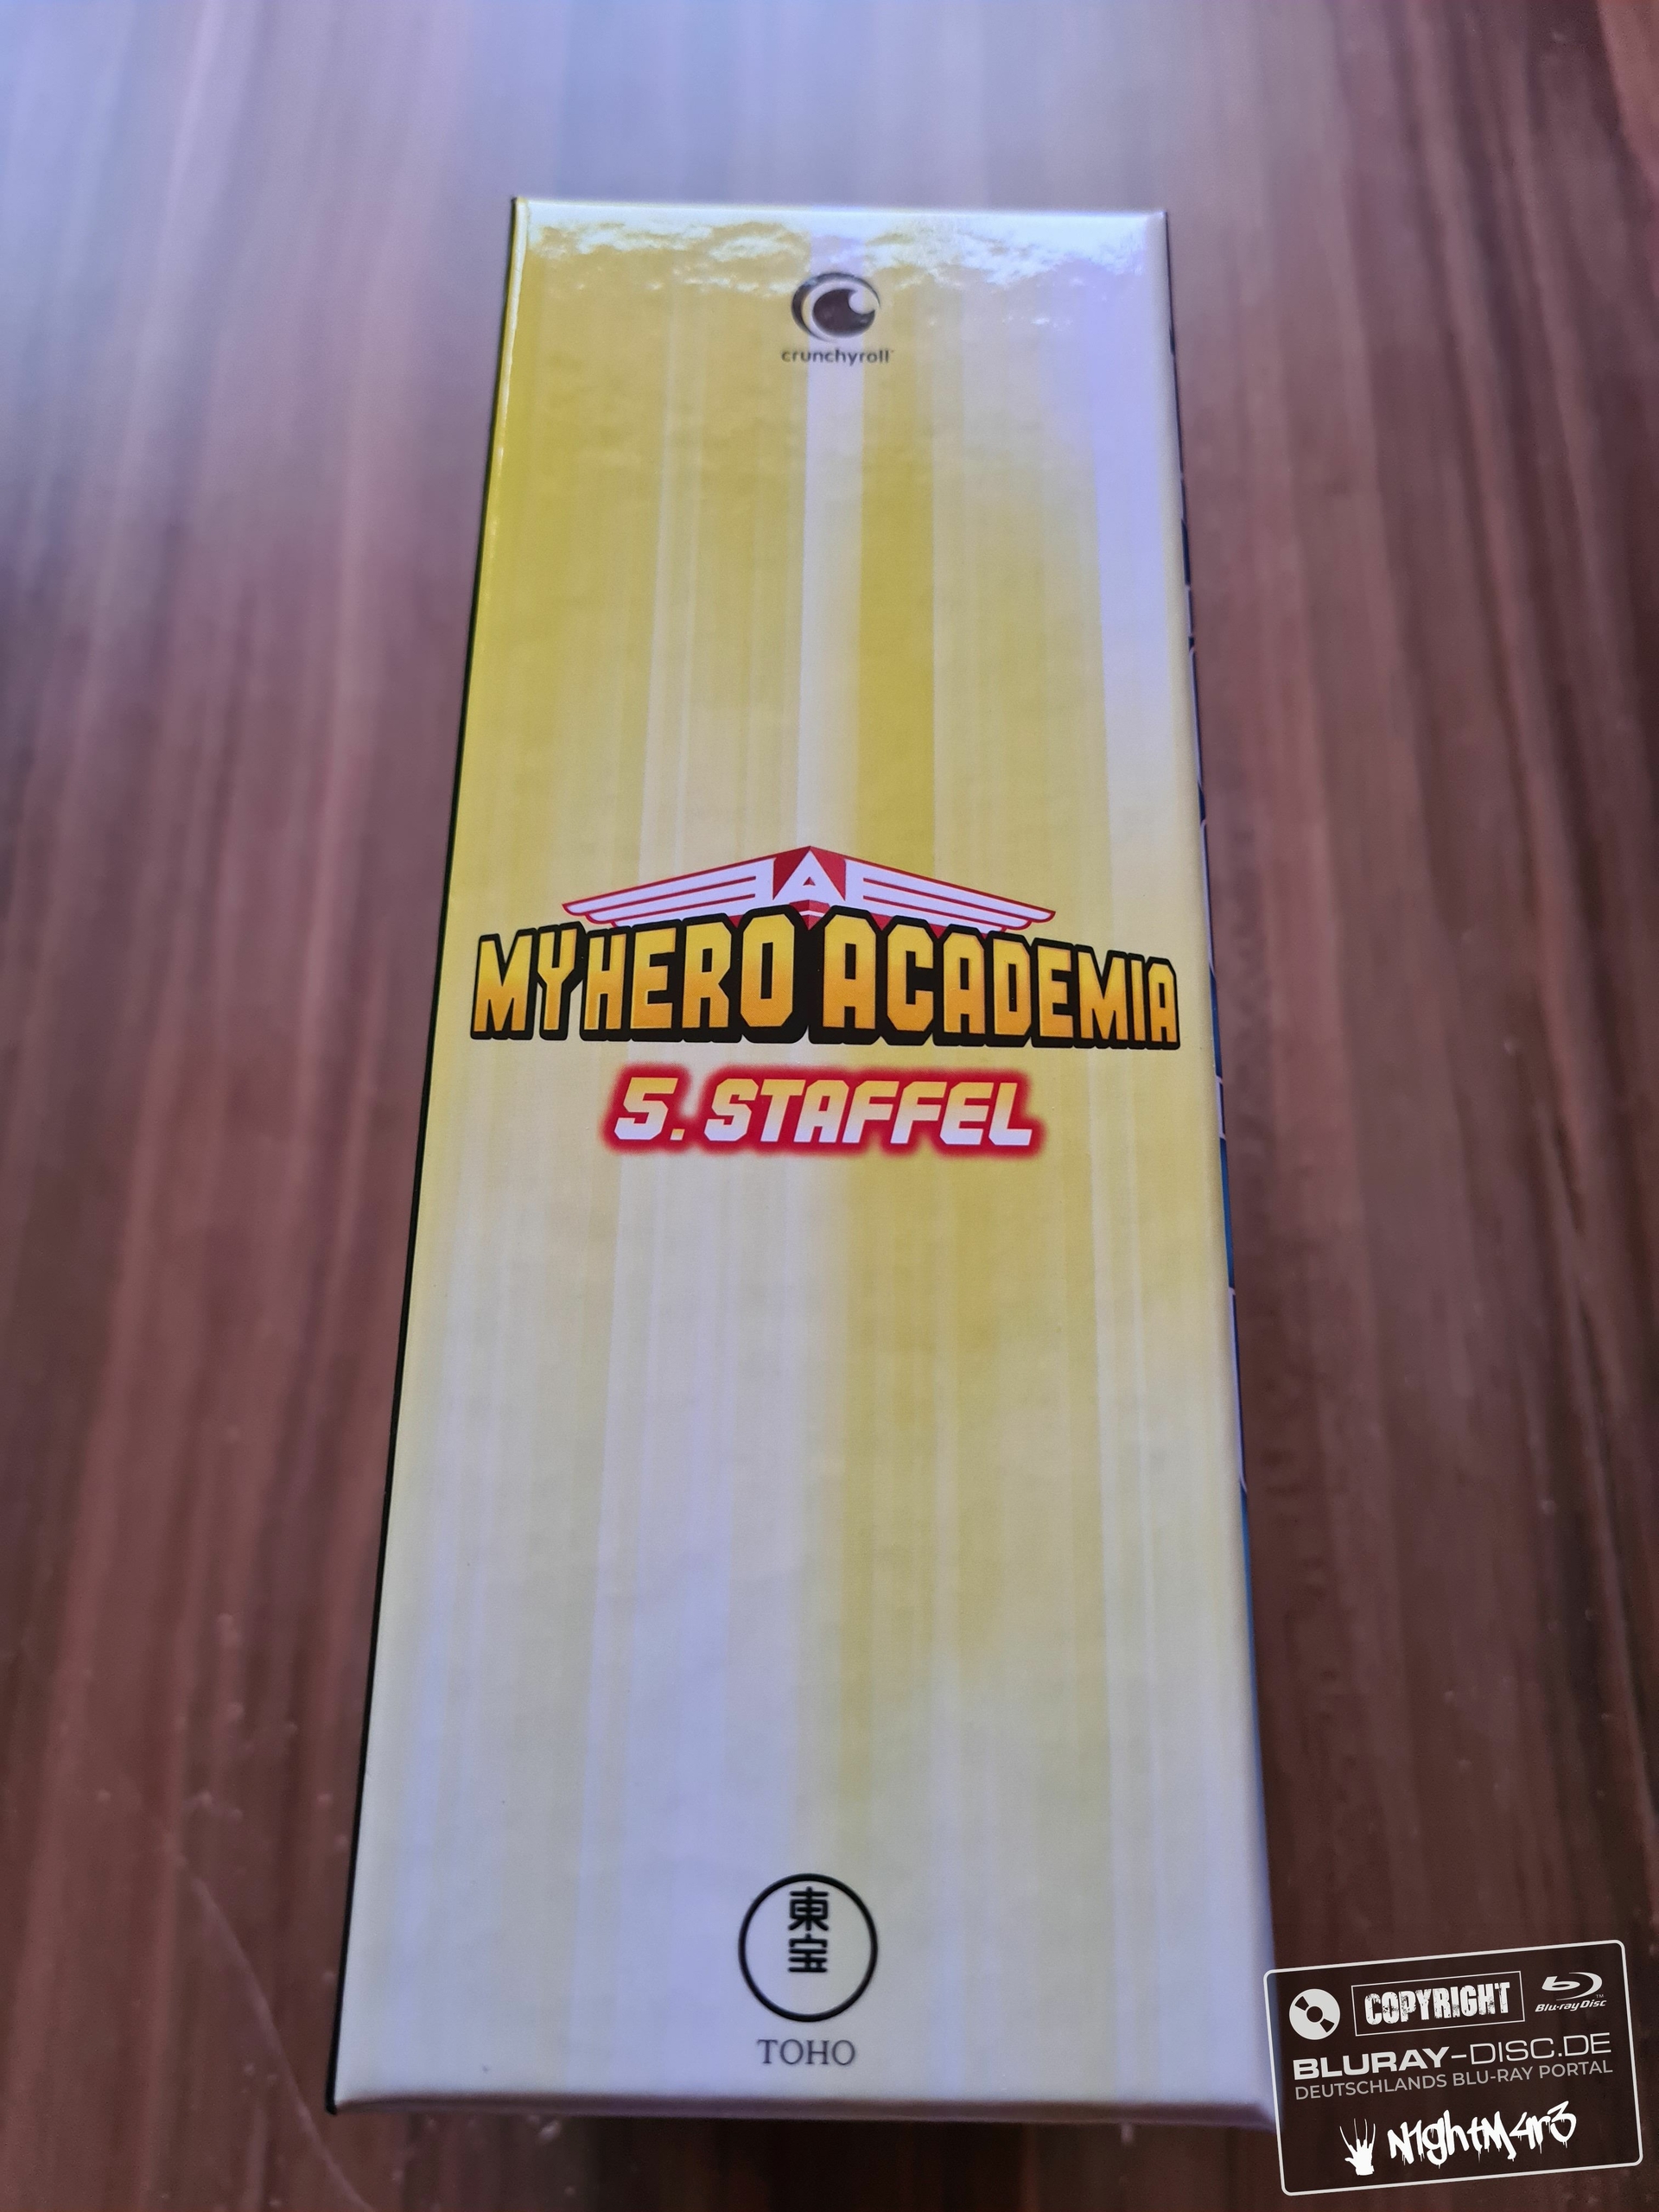 crunchyroll
MY HERO ACADEMIA
5. STAFFEL
東
宝
TOHO
COPYRIGHT
Blu-ray Disc™
BLURAY-DISC.DE
DEUTSCHLANDS BLU-RAY PORTAL
N1ghtM4r3